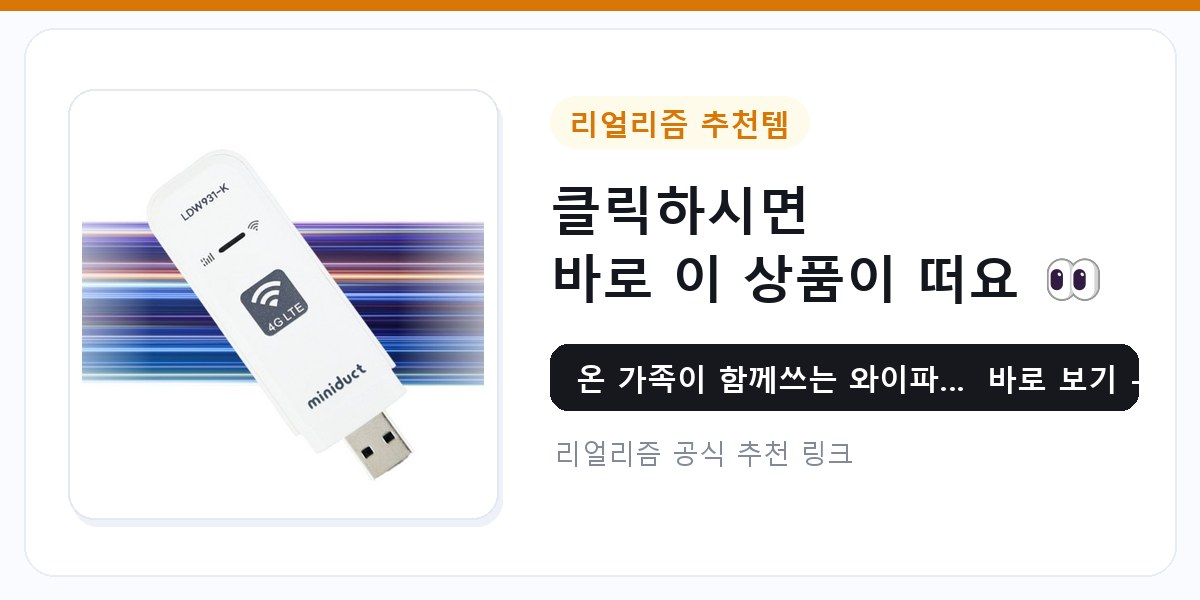 LDW931-K
4G LTE
miniduct
리얼리즘 추천템
클릭하시면
바로 이 상품이 떠요 👀
온 가족이 함께쓰는 와이파... 바로 보기 -
리얼리즘 공식 추천 링크